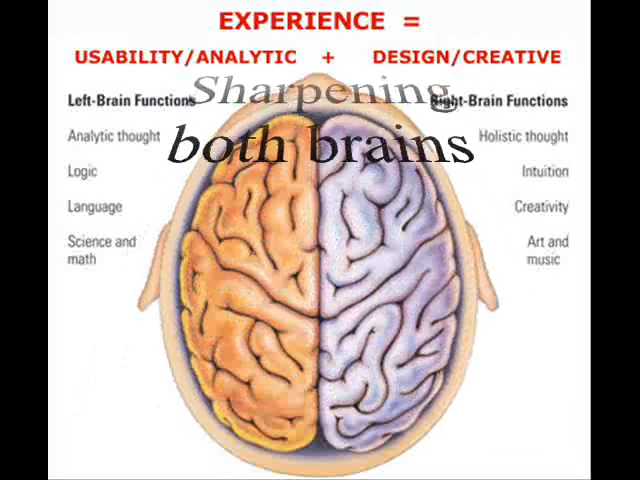 EXPERIENCE =
USABILITY/ANALYTIC + DESIGN/CREATIVE
Sharpening
both brains
Left-Brain Functions
Analytic thought
Logic
Language
Science and
math
Right-Brain Functions
Holistic thought
Intuition
Creativity
Art and
music